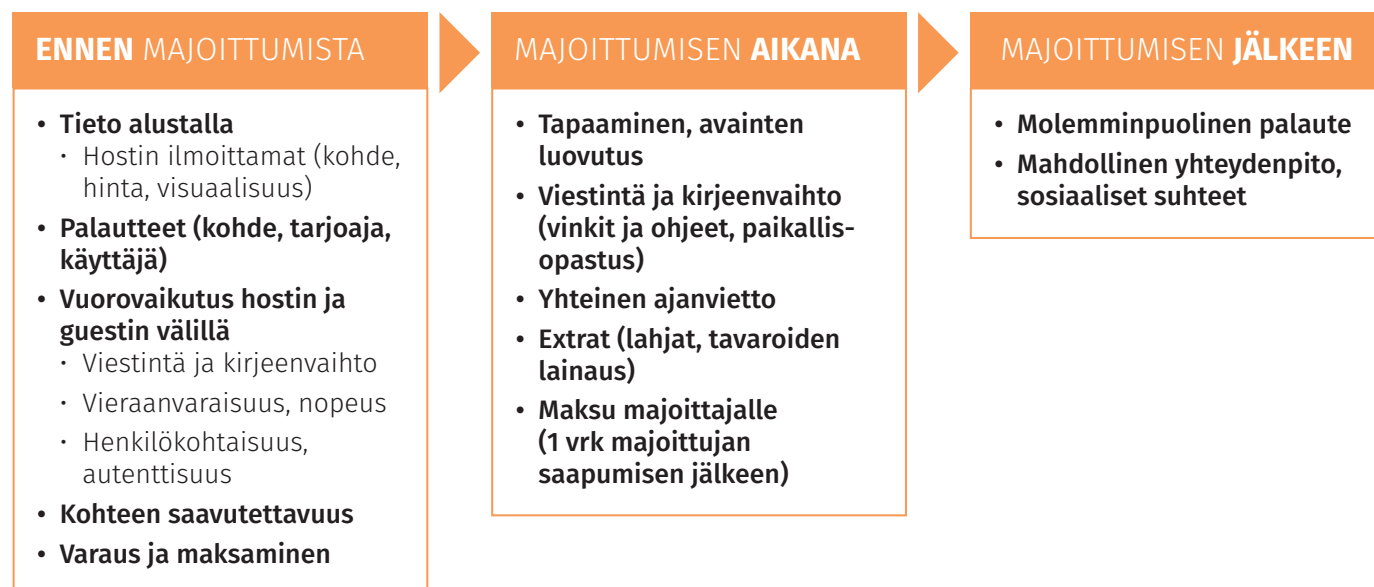 ENNEN MAJOITTUMISTA
• Tieto alustalla
• Hostin ilmoittamat (kohde,
hinta, visuaalisuus)
• Palautteet (kohde, tarjoaja,
käyttäjä)
• Vuorovaikutus hostin ja
guestin välillä
• Viestintä ja kirjeenvaihto
• Vieraanvaraisuus, nopeus
• Henkilökohtaisuus,
autenttisuus
• Kohteen saavutettavuus
• Varaus ja maksaminen
MAJOITTUMISEN AIKANA
• Tapaaminen, avainten
luovutus
• Viestintä ja kirjeenvaihto
(vinkit ja ohjeet, paikallis-
opastus)
• Yhteinen ajanvietto
• Extrat (lahjat, tavaroiden
lainaus)
• Maksu majoittajalle
(1 vrk majoittujan
saapumisen jälkeen)
MAJOITTUMISEN JÄLKEEN
• Molemminpuolinen palaute
• Mahdollinen yhteydenpito,
sosiaaliset suhteet